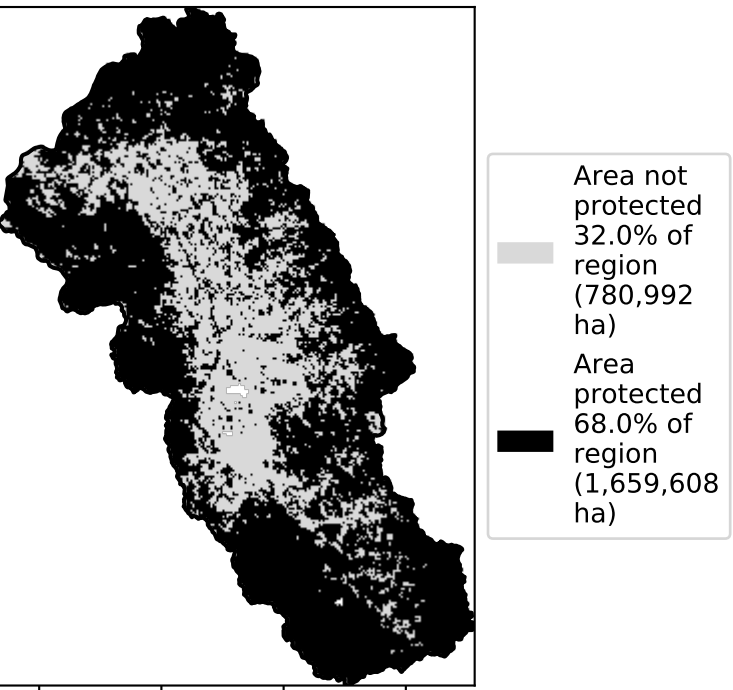 Area not
protected
32.0% of
region
(780,992
ha)
Area
protected
68.0% of
region
(1,659,608
ha)